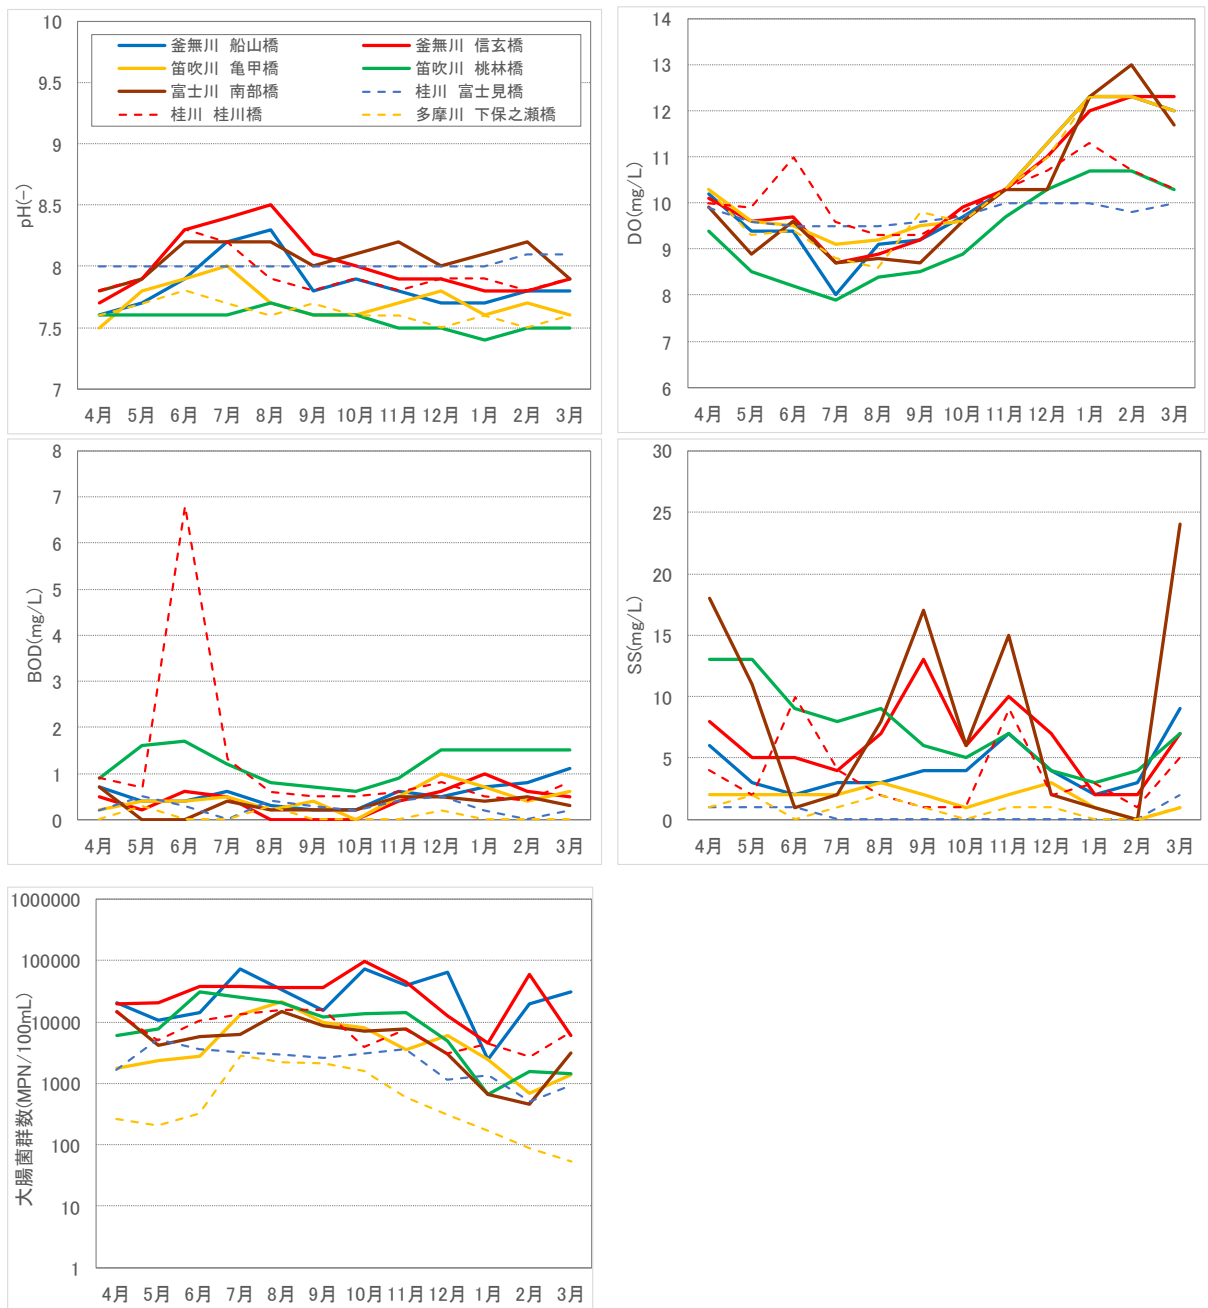 10
9.5
9
8.5
8
7.5
7
pH(-)
釜無川 船山橋
釜無川 信玄橋
笛吹川 亀甲橋
笛吹川 桃林橋
富士川 南部橋
桂川 富士見橋
桂川 桂川橋
多摩川 下保之瀬橋
4月 5月 6月 7月 8月 9月 10月 11月 12月 1月 2月 3月
14
13
12
11
10
9
8
7
6
DO(mg/L)
4月 5月 6月 7月 8月 9月 10月 11月 12月 1月 2月 3月
8
7
6
5
4
3
2
1
0
BOD(mg/L)
4月 5月 6月 7月 8月 9月 10月 11月 12月 1月 2月 3月
30
25
20
15
10
5
0
SS(mg/L)
4月 5月 6月 7月 8月 9月 10月 11月 12月 1月 2月 3月
1000000
100000
10000
1000
100
10
1
大腸菌群数(MPN/100mL)
4月 5月 6月 7月 8月 9月 10月 11月 12月 1月 2月 3月